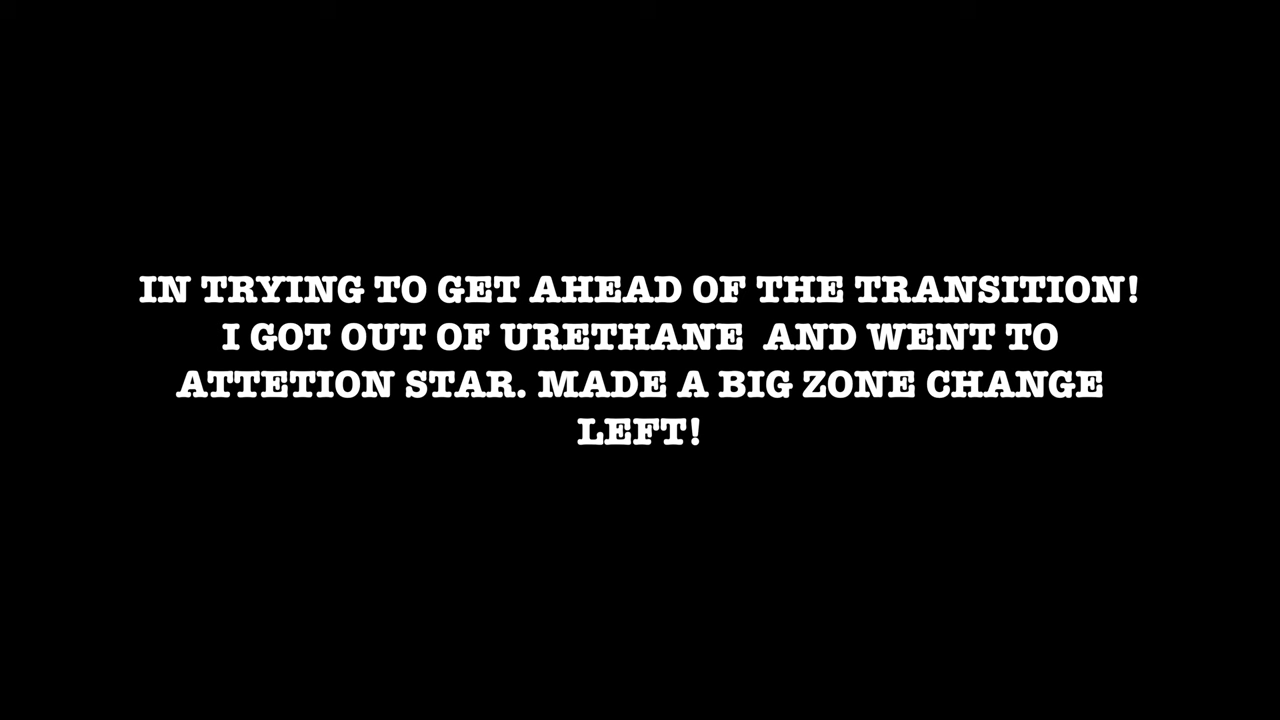 IN TRYING TO GET AHEAD OF THE TRANSITION!
I GOT OUT OF URETHANE  AND WENT TO
ATTETION STAR. MADE A BIG ZONE CHANGE
LEFT!